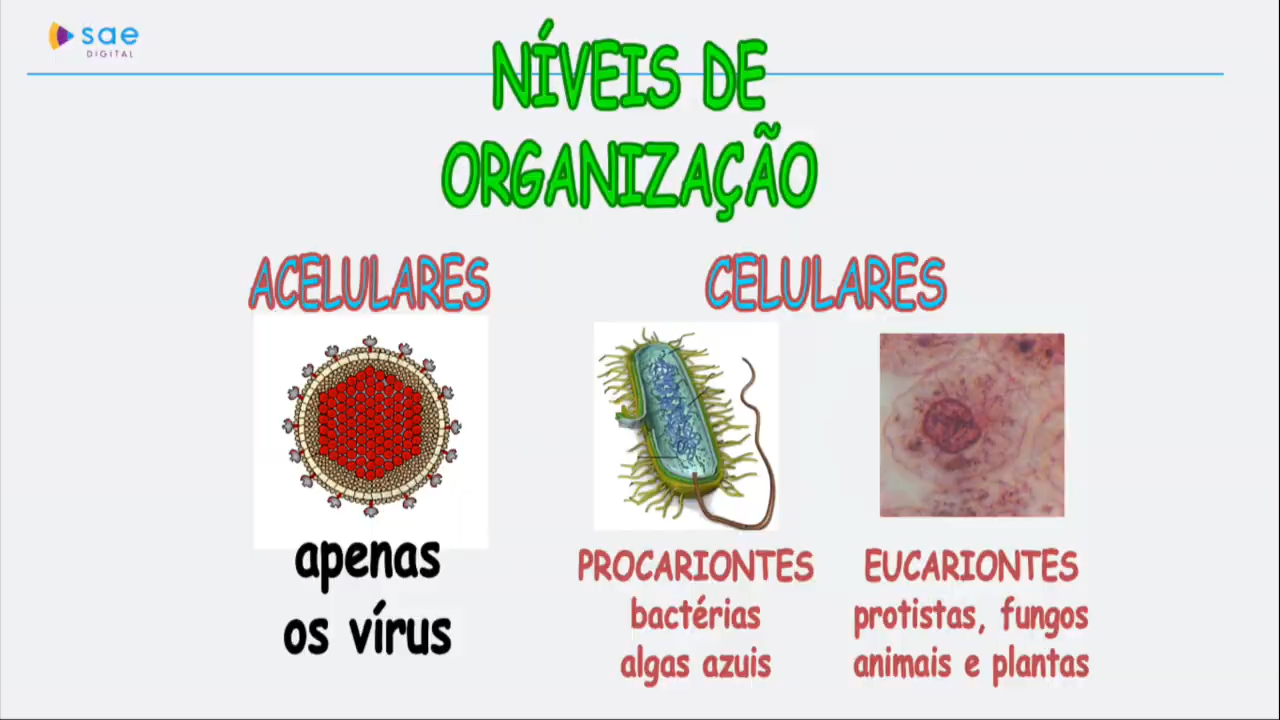 sae
DIGITAL
NÍVEIS DE
ORGANIZAÇÃO
ACELULARES
CELULARES
apenas
os vírus
PROCARIONTES
bactérias
algas azuis
EUCARIONTES
protistas, fungos
animais e plantas